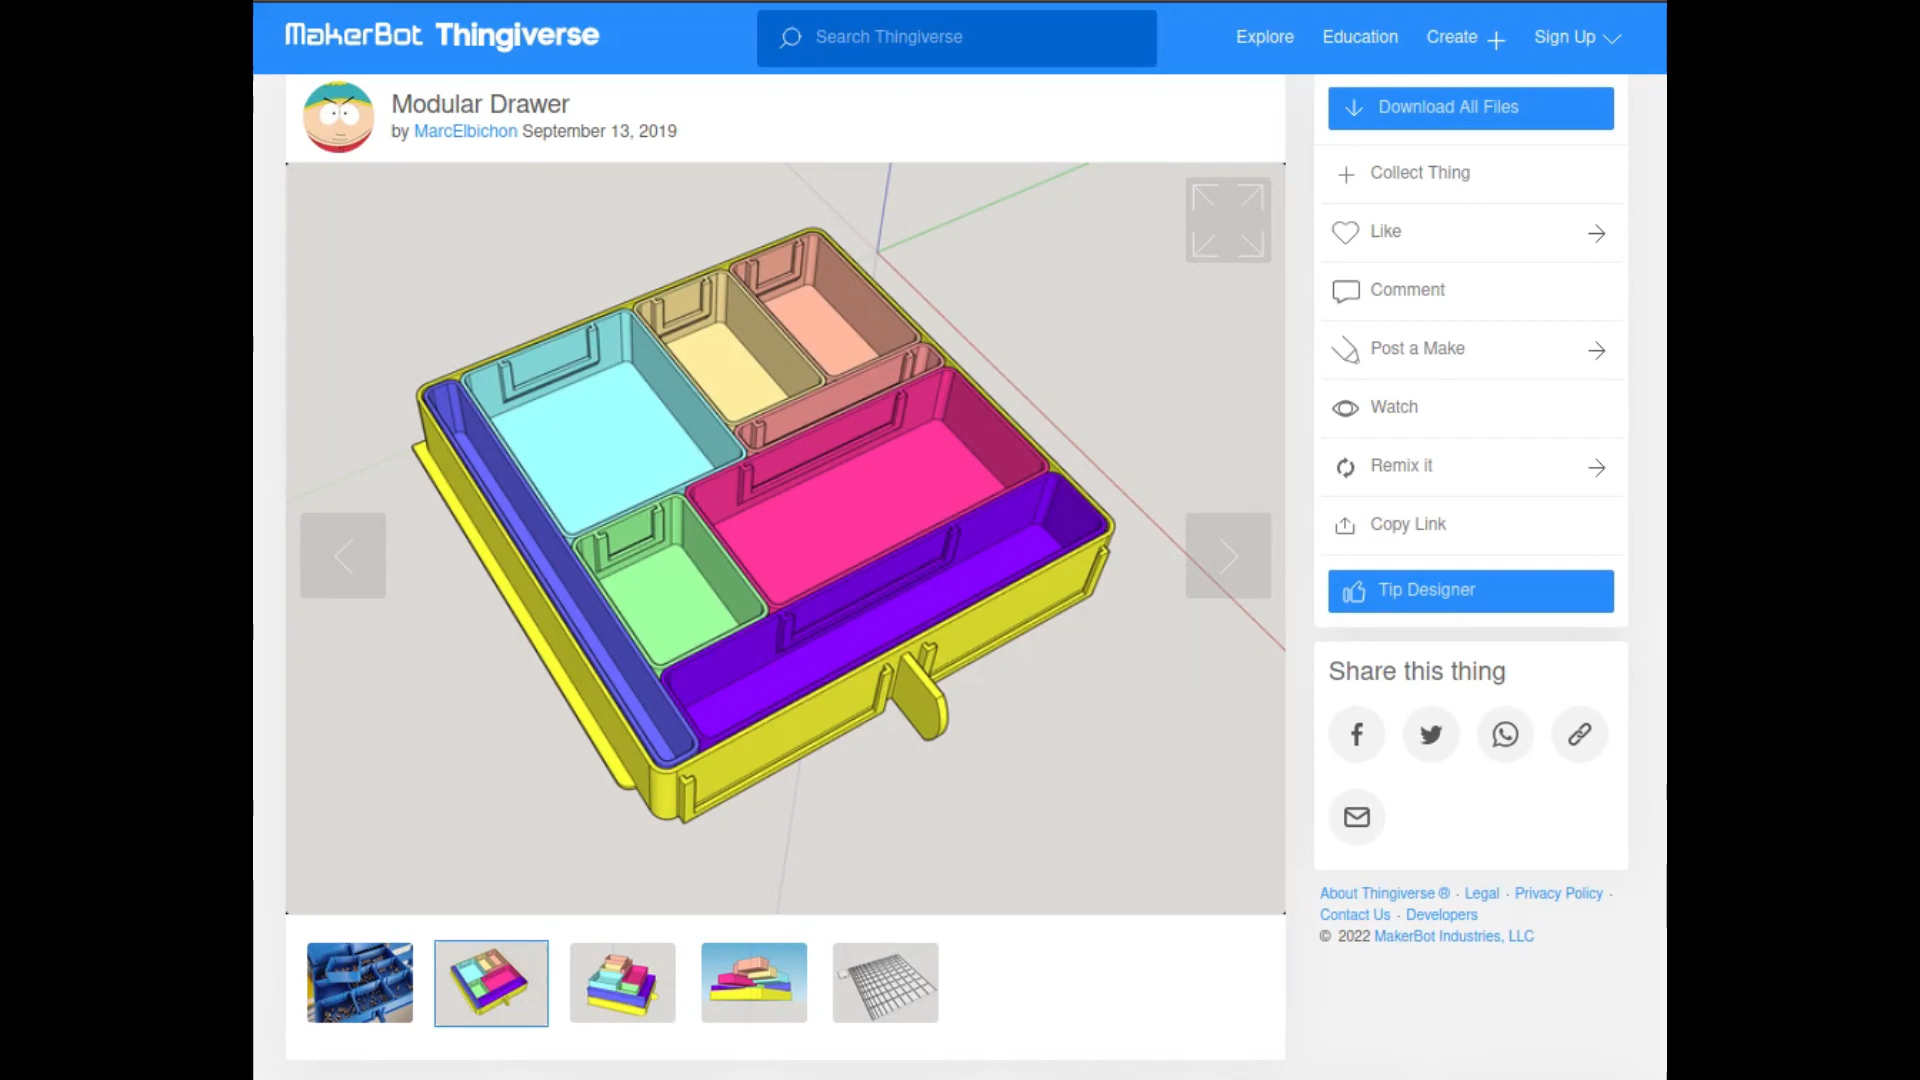 MakerBot Thingiverse
Search Thingiverse
Explore
Education
Create
Sign Up
Modular Drawer
by MarcElbichon September 13, 2019
Download All Files
Collect Thing
Like
Comment
Post a Make
Watch
Remix it
Copy Link
Tip Designer
Share this thing
About Thingiverse ® · Legal · Privacy Policy ·
Contact Us · Developers
© 2022 MakerBot Industries, LLC